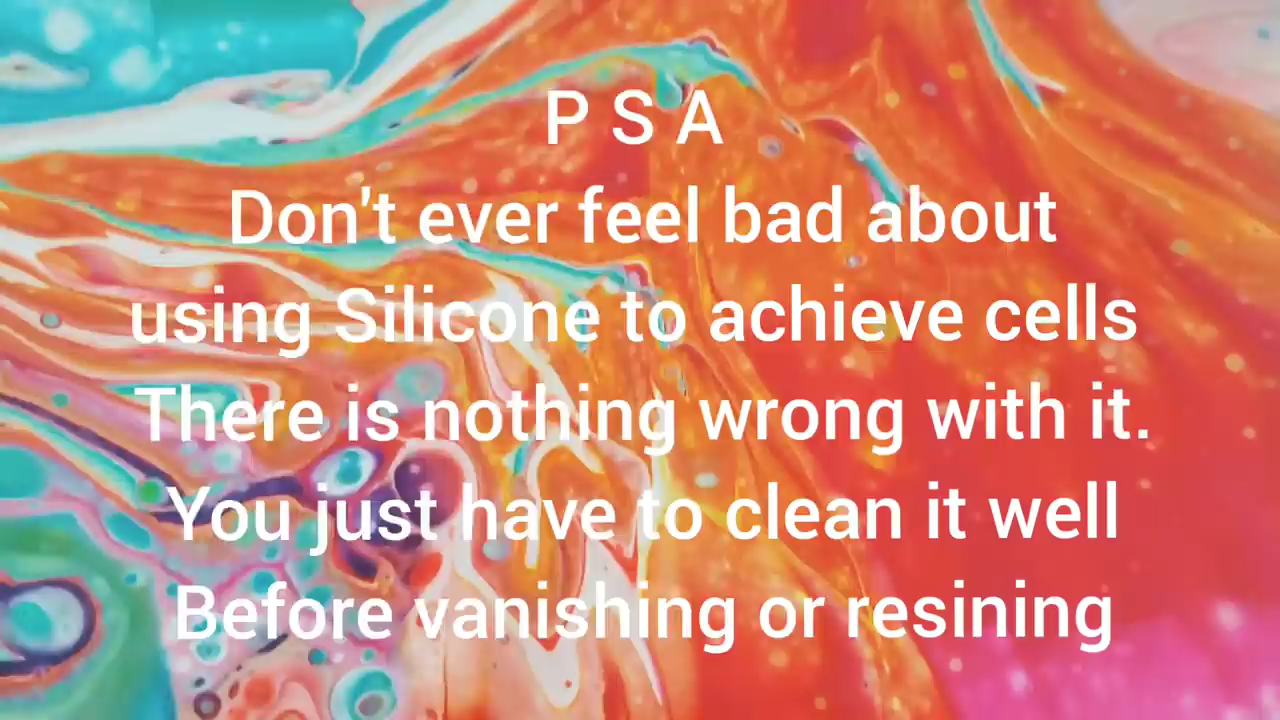 P S A
Don't ever feel bad about
using Silicone to achieve cells
There is nothing wrong with it.
You just have to clean it well
Before vanishing or resining